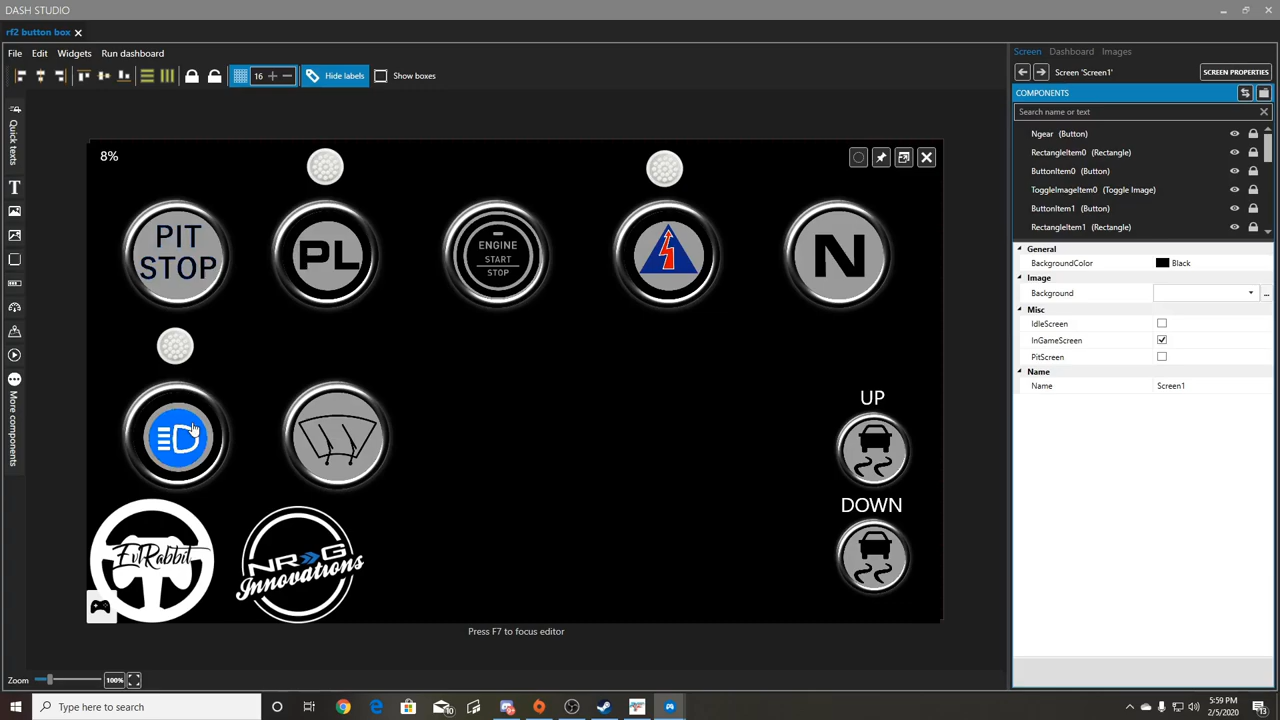 DASH STUDIO
rf2 button box
File Edit Widgets Run dashboard
16 Hide labels Show boxes
Quick texts
T
More components
8%
PIT STOP
PL
ENGINE START STOP
N
UP
DOWN
EvlRabbit
NRG Innovations
Press F7 to focus editor
Zoom 100%
Screen Dashboard Images
Screen 'Screen1' SCREEN PROPERTIES
COMPONENTS
Search name or text
Ngear (Button)
RectangleItem0 (Rectangle)
ButtonItem0 (Button)
ToggleImageItem0 (Toggle Image)
ButtonItem1 (Button)
RectangleItem1 (Rectangle)
General
BackgroundColor Black
Image
Background ...
Misc
IdleScreen
InGameScreen
PitScreen
Name
Name Screen1
Type here to search
5:59 PM
2/5/2020